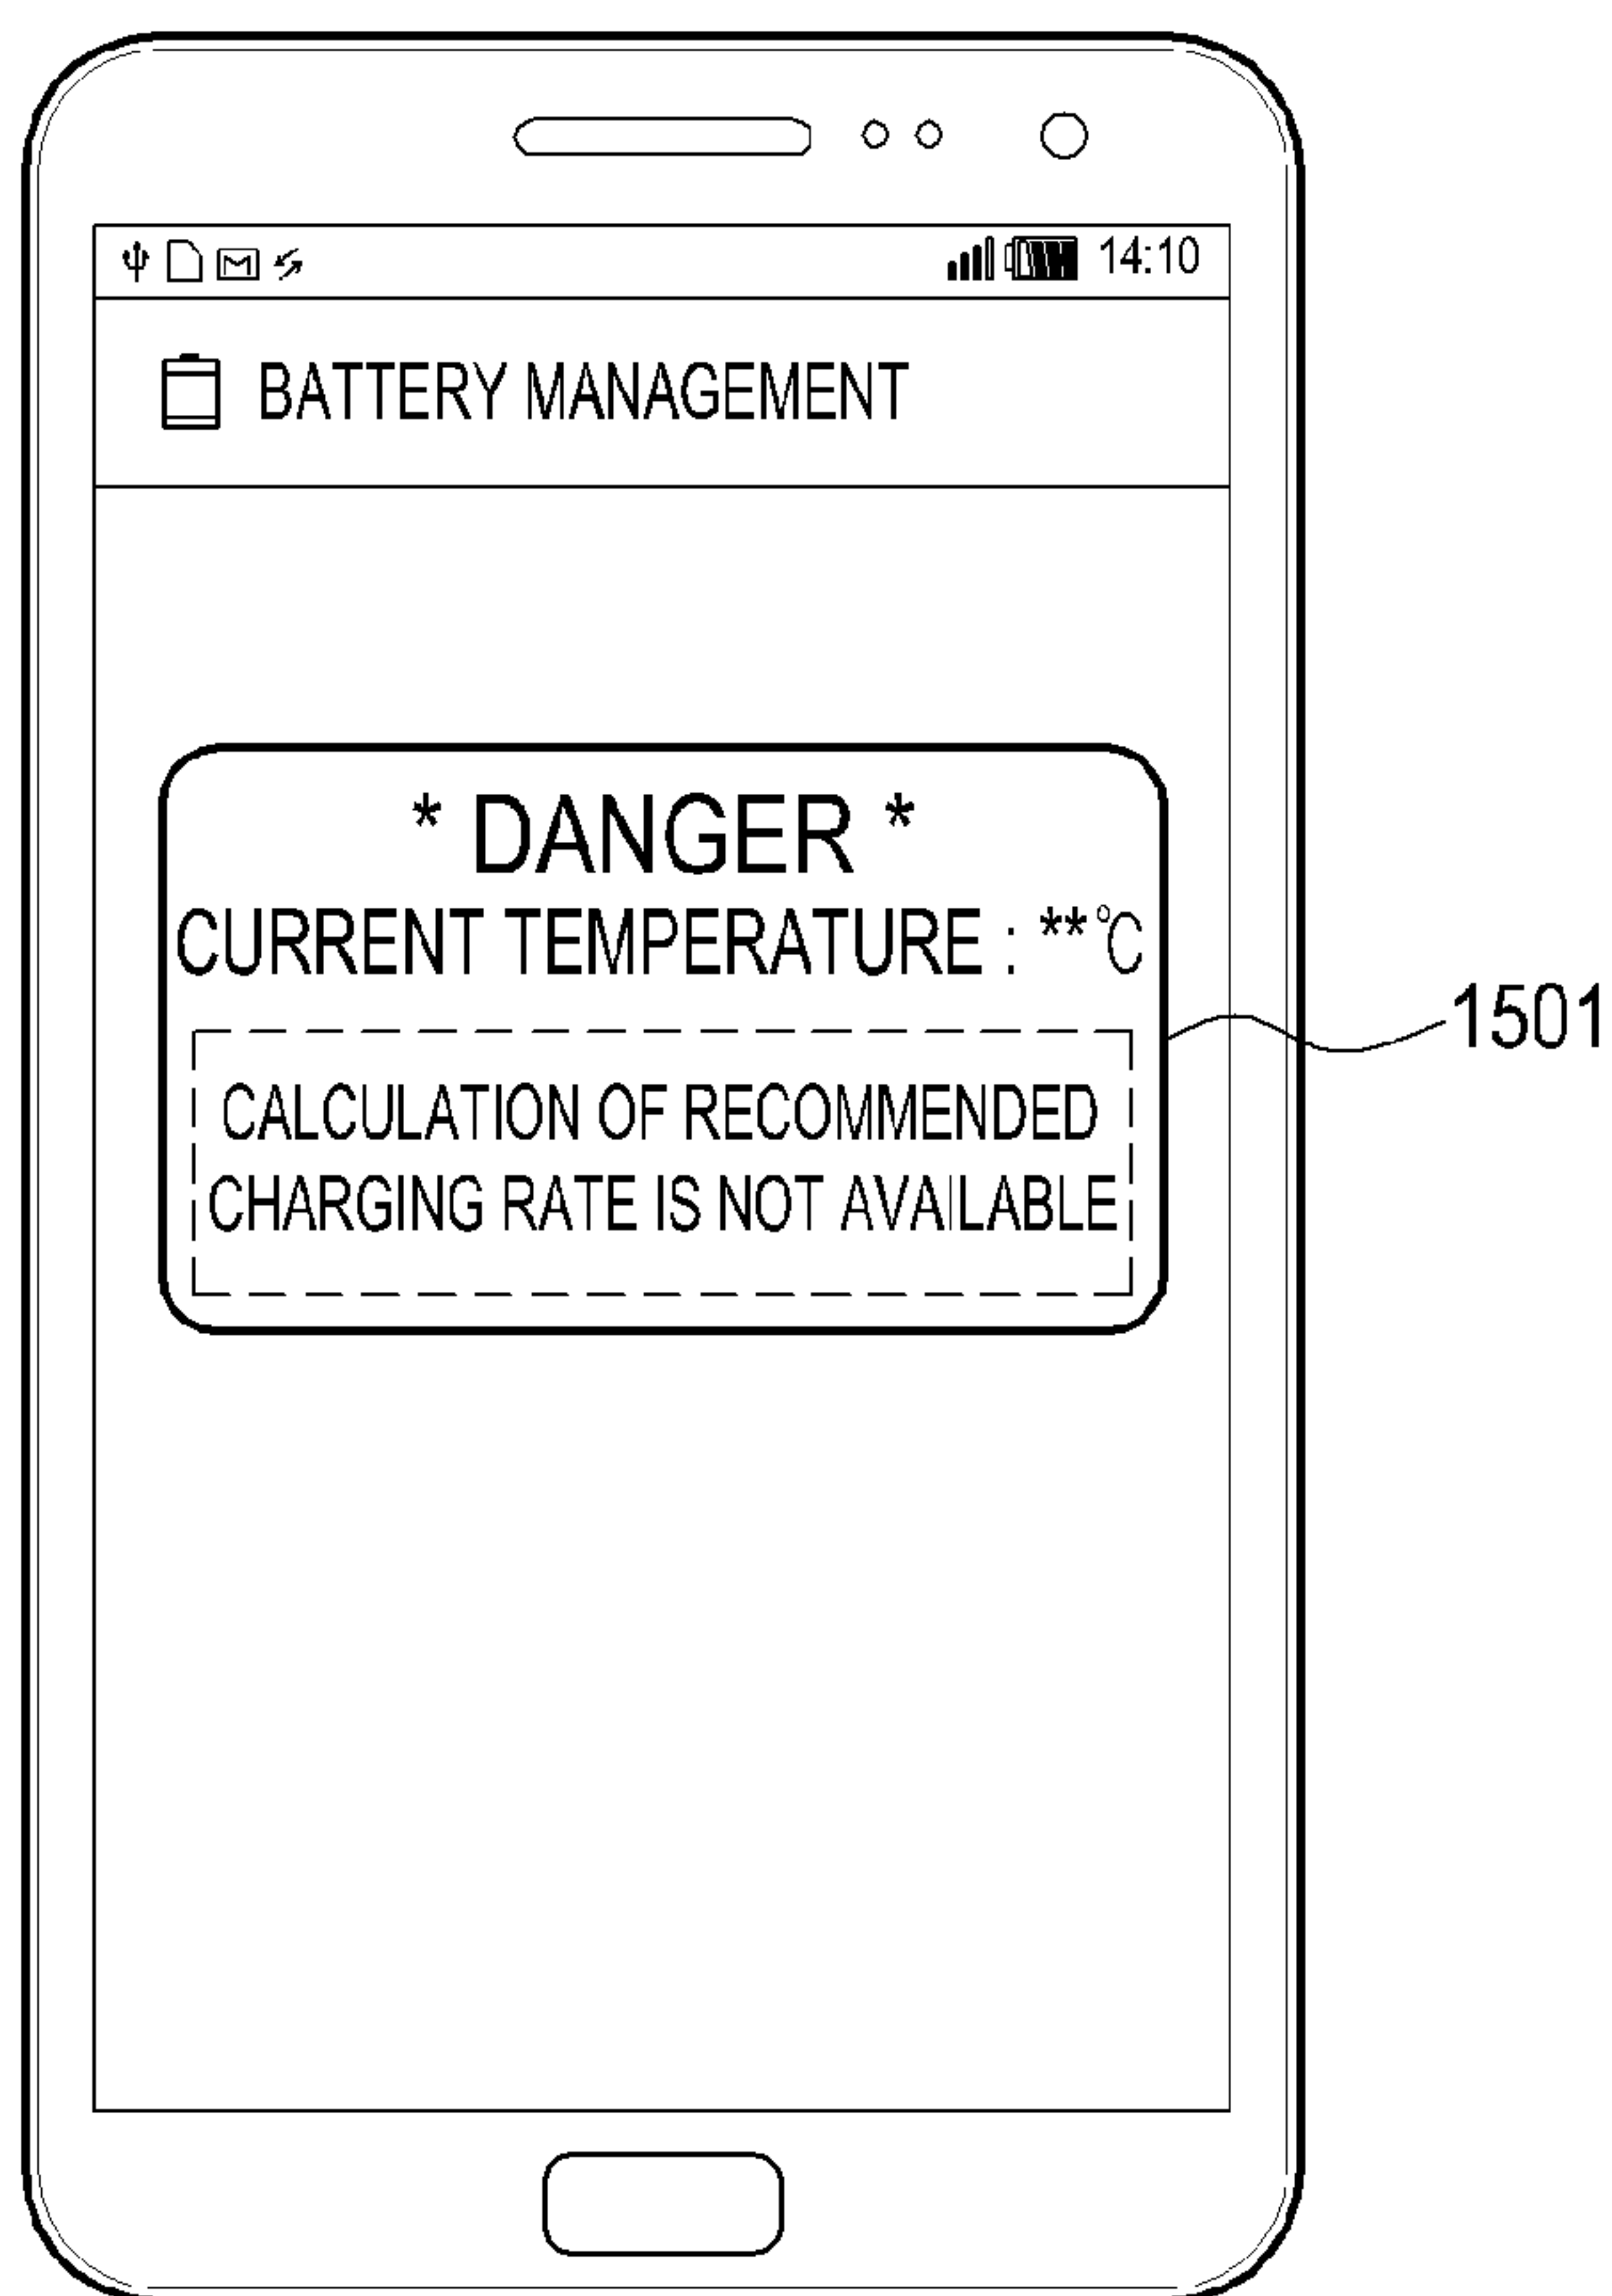 14:10
BATTERY MANAGEMENT
* DANGER *
CURRENT TEMPERATURE : **°C
1501
CALCULATION OF RECOMMENDED
CHARGING RATE IS NOT AVAILABLE